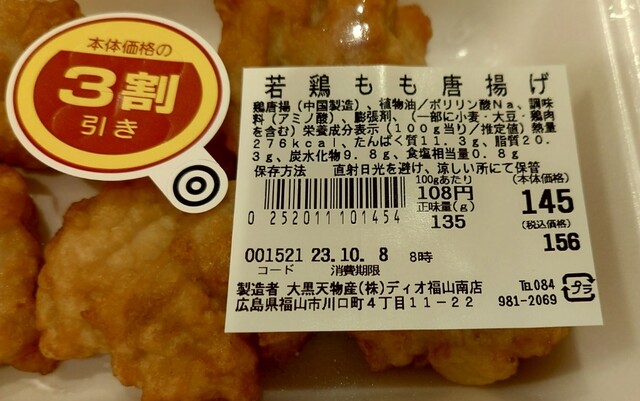 本体価格の
3割
引き
若鶏もも唐揚げ
鶏唐揚(中国製造)、植物油/ポリリン酸Na、調味
料(アミノ酸)、膨張剤、(一部に小麦・大豆・鶏肉
を含む)栄養成分表示(100g当り/推定値)熱量
276kcal、たんぱく質11.3g、脂質20.
3g、炭水化物9.8g、食塩相当量0.8g
保存方法 直射日光を避け、涼しい所にて保管
100gあたり (本体価格)
108円 145
正味量(g) (税込価格)
135 156
0 252011101454
001521 23.10.8 8時
コード 消費期限
製造者 大黒天物産(株)ディオ福山南店 ℡084
広島県福山市川口町4丁目11-22 981-2069
プラ